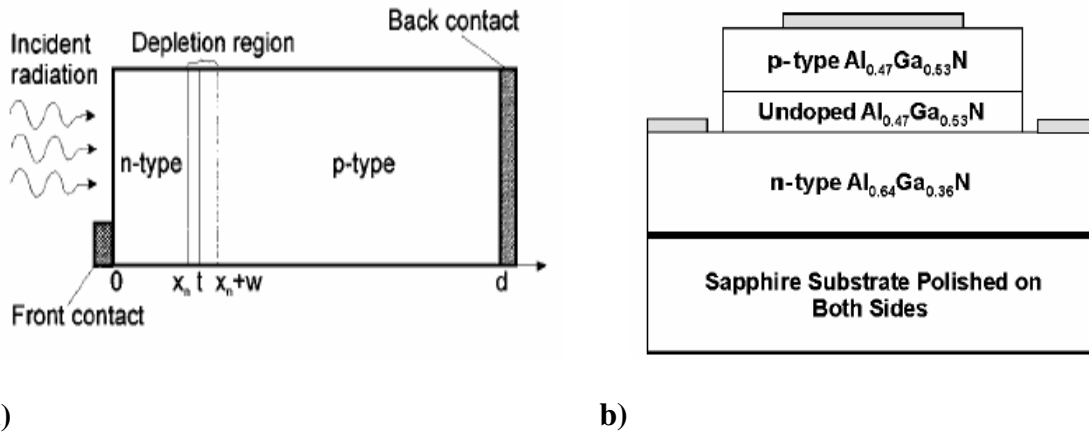 Incident
radiation
Depletion region
Back contact
n-type
p-type
0
xₙ t xₙ+w
d
Front contact
)
p-type Al₀.₄₇Ga₀.₅₃N
Undoped Al₀.₄₇Ga₀.₅₃N
n-type Al₀.₆₄Ga₀.₃₆N
Sapphire Substrate Polished on
Both Sides
b)